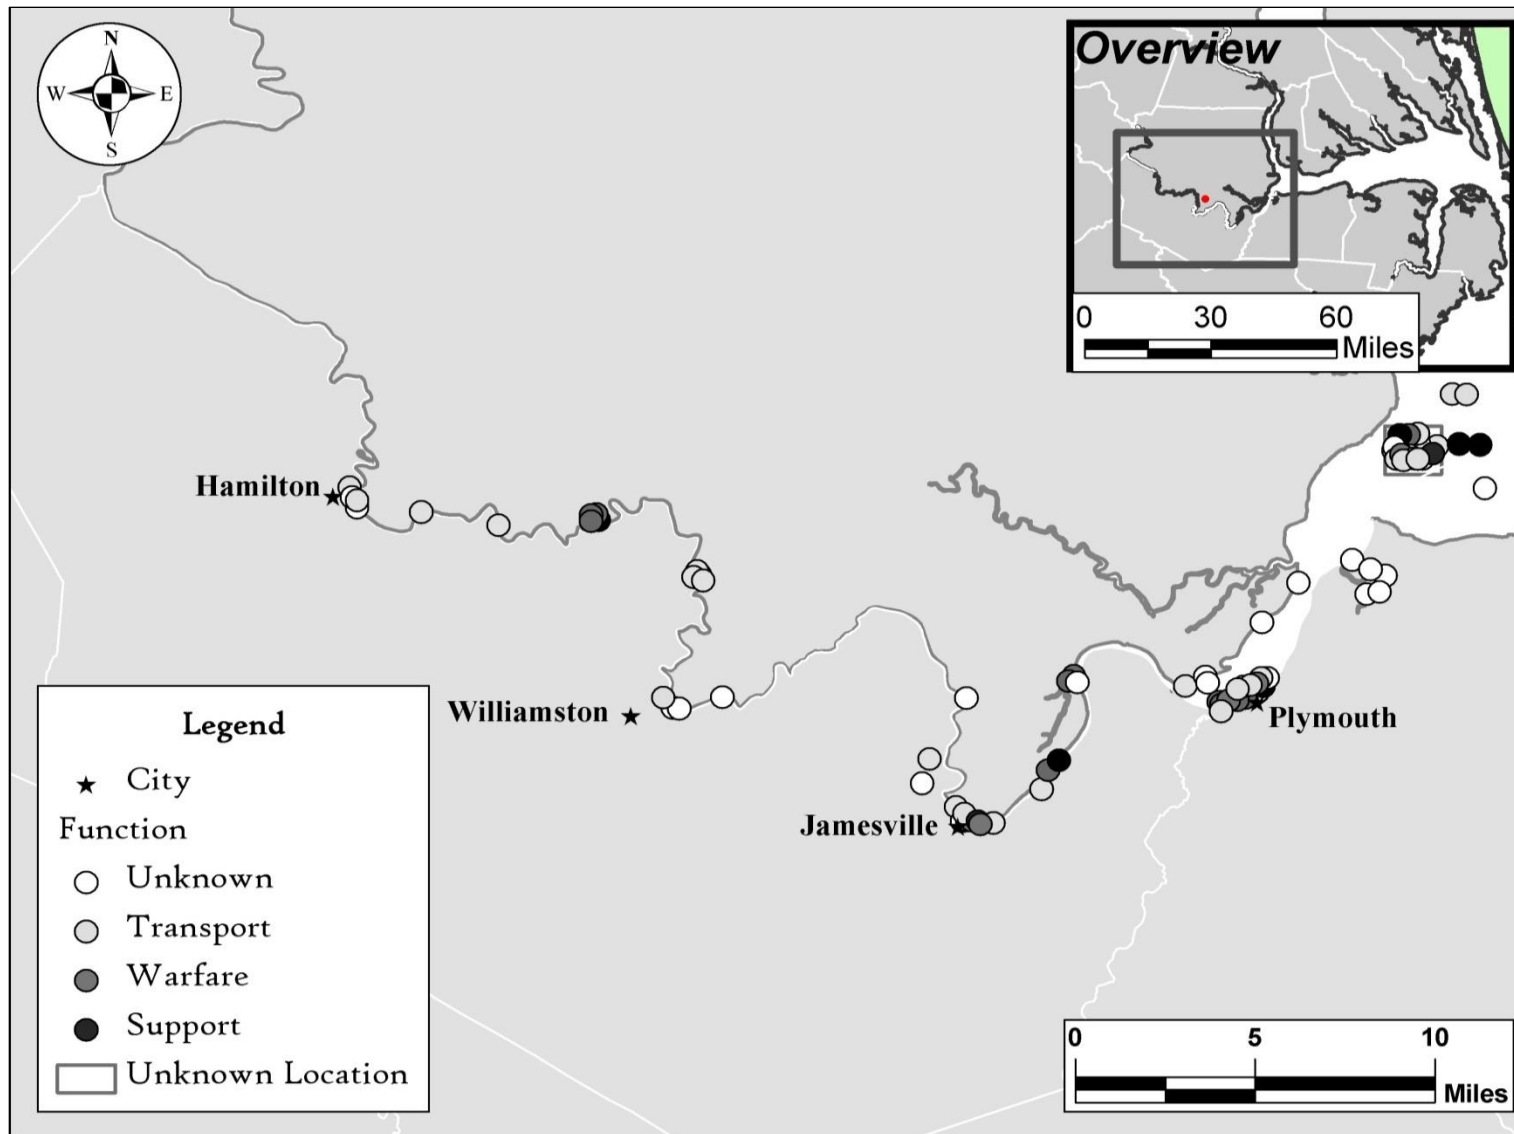 N
W E
S
Overview
0 30 60
Miles
Hamilton
Williamston
Plymouth
Jamesville
Legend
City
Function
Unknown
Transport
Warfare
Support
Unknown Location
0 5 10
Miles